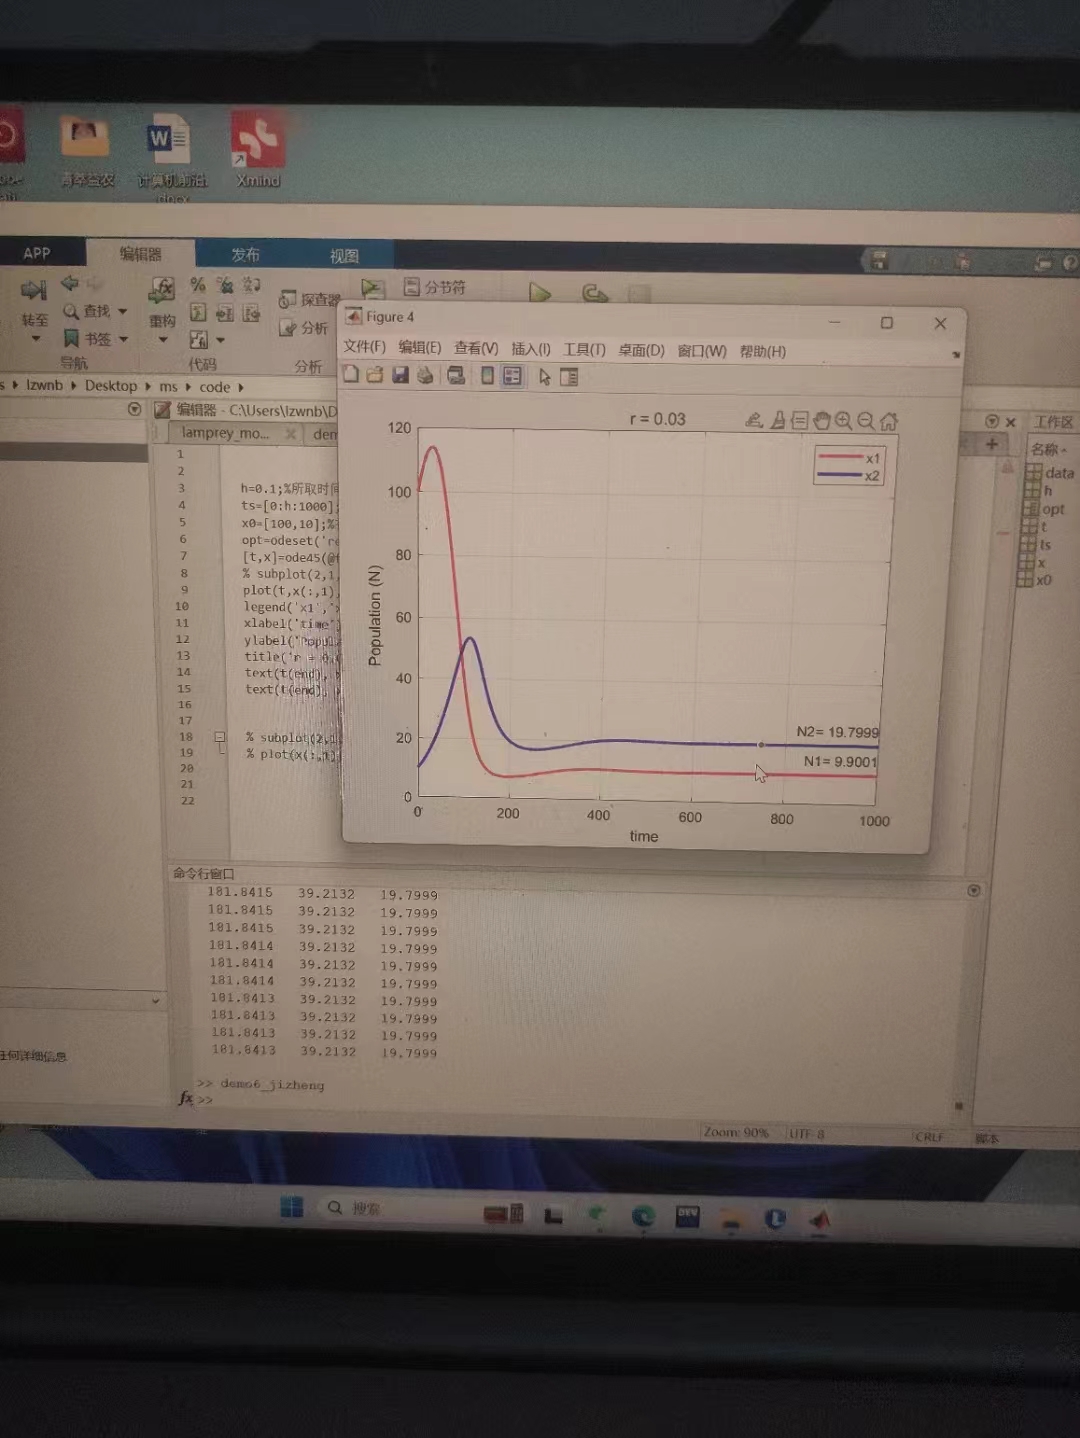 计算机前沿
Xmind
APP
编辑器
发布
视图
转至
查找
书签
导航
重构
代码
探查器
分析
分析
分节符
lzwnb
Desktop
ms
code
编辑器 - C:\Users\lzwnb\D
lamprey_mo...
工作区
名称
data
h
opt
t
ts
x
x0
1
2
3 h=0.1;%所取时间
4 ts=[0:h:1000];
5 x0=[100,10];%
6 opt=odeset('re
7 [t,x]=ode45(@
8 % subplot(2,1,
9 plot(t,x(:,1),
10 legend('x1','
11 xlabel('time'
12 ylabel('Popul
13 title('r = 0.
14 text(t(end),
15 text(t(end),
16
17
18 % subplot(2,1
19 % plot(x(:,1)
20
21
22
Figure 4
文件(F) 编辑(E) 查看(V) 插入(I) 工具(T) 桌面(D) 窗口(W) 帮助(H)
r = 0.03
x1
x2
Population (N)
120
100
80
60
40
20
0
N2= 19.7999
N1= 9.9001
0 200 400 600 800 1000
time
命令行窗口
181.8415 39.2132 19.7999
181.8415 39.2132 19.7999
181.8415 39.2132 19.7999
181.8414 39.2132 19.7999
181.8414 39.2132 19.7999
181.8414 39.2132 19.7999
181.8413 39.2132 19.7999
181.8413 39.2132 19.7999
181.8413 39.2132 19.7999
181.8413 39.2132 19.7999
>> demo6_jizheng
fx >>
任何详细信息
Zoom: 90%
UTF-8
CRLF
脚本
搜索
DEV